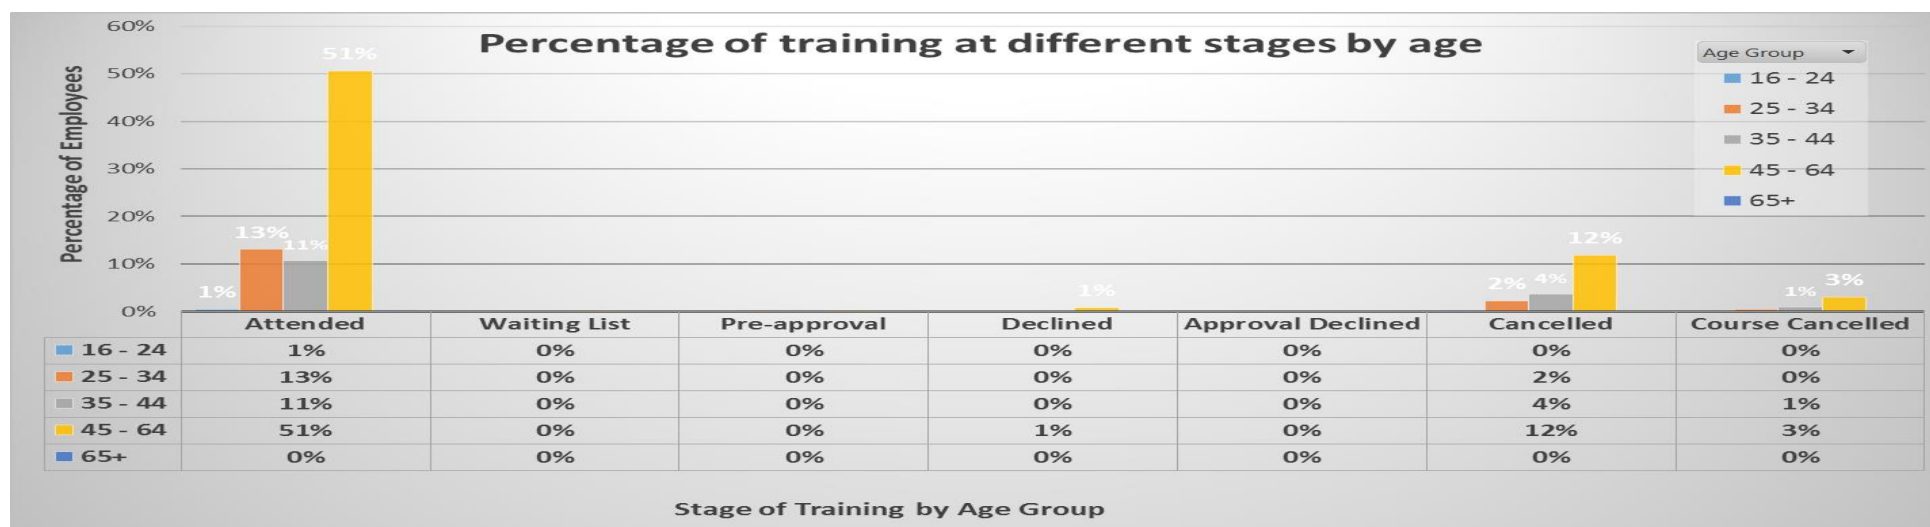 Percentage of training at different stages by age
Percentage of Employees
60%
50%
40%
30%
20%
10%
0%
1%
13%
11%
51%
1%
2%
4%
12%
1%
3%
Age Group
16 - 24
25 - 34
35 - 44
45 - 64
65+
Attended Waiting List Pre-approval Declined Approval Declined Cancelled Course Cancelled
16 - 24 1% 0% 0% 0% 0% 0% 0%
25 - 34 13% 0% 0% 0% 0% 2% 0%
35 - 44 11% 0% 0% 0% 0% 4% 1%
45 - 64 51% 0% 0% 1% 0% 12% 3%
65+ 0% 0% 0% 0% 0% 0% 0%
Stage of Training by Age Group